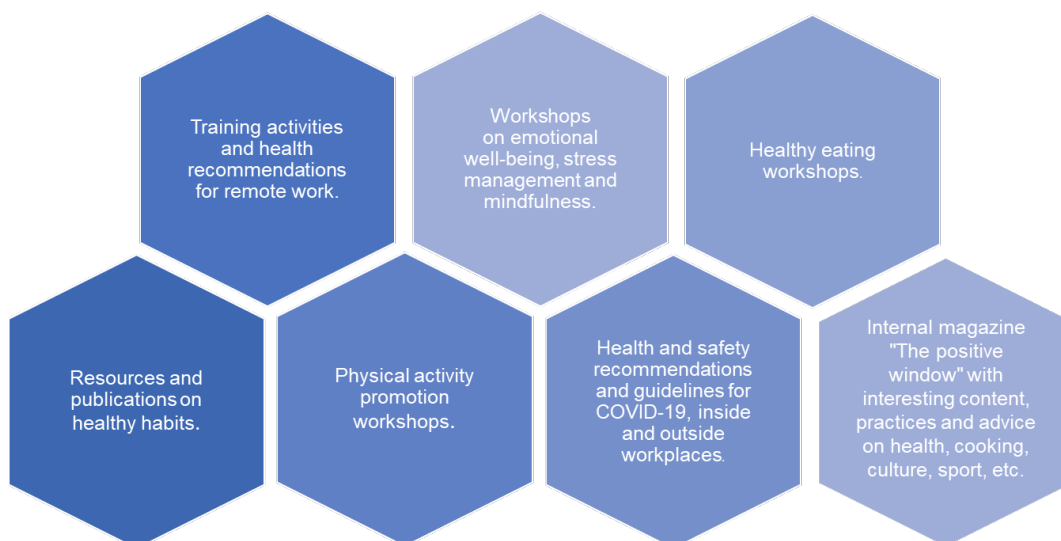 Training activities
and health
recommendations
for remote work.
Workshops
on emotional
well-being, stress
management and
mindfulness.
Healthy eating
workshops.
Resources and
publications on
healthy habits.
Physical activity
promotion
workshops.
Health and safety
recommendations
and guidelines for
COVID-19, inside
and outside
workplaces.
Internal magazine
"The positive
window" with
interesting content,
practices and advice
on health, cooking,
culture, sport, etc.